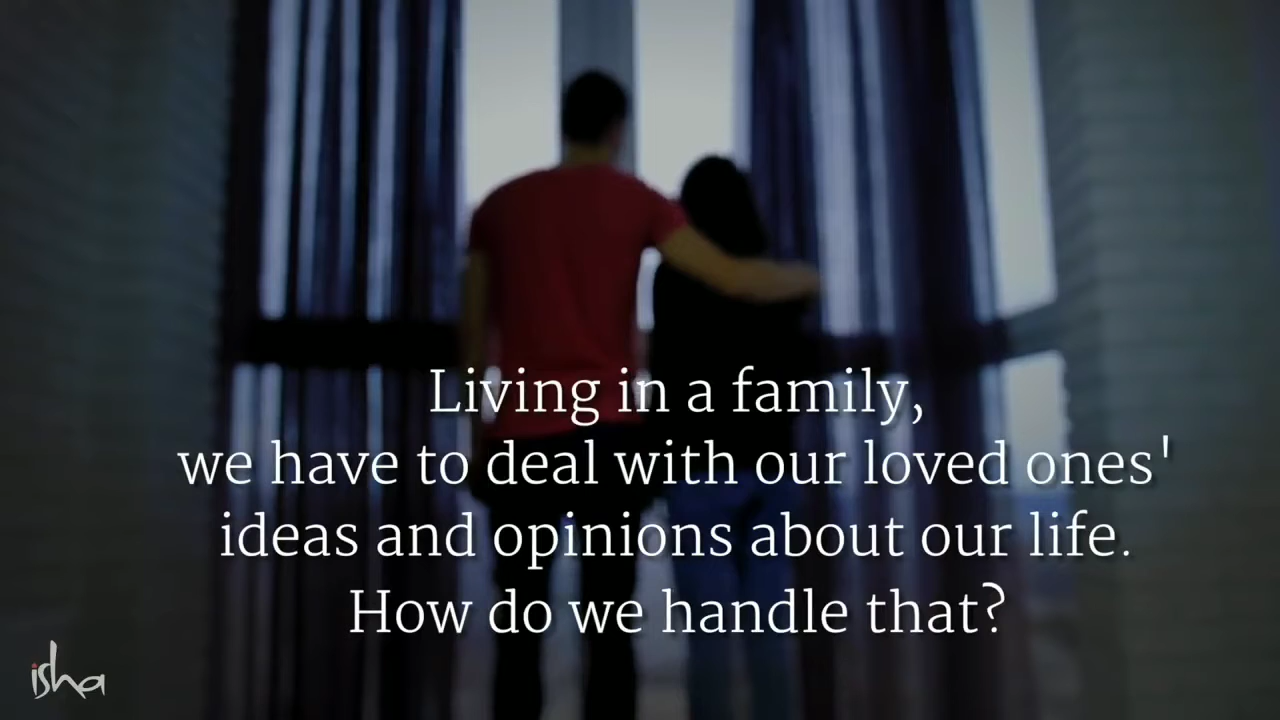 Living in a family,
we have to deal with our loved ones'
ideas and opinions about our life.
How do we handle that?
isha